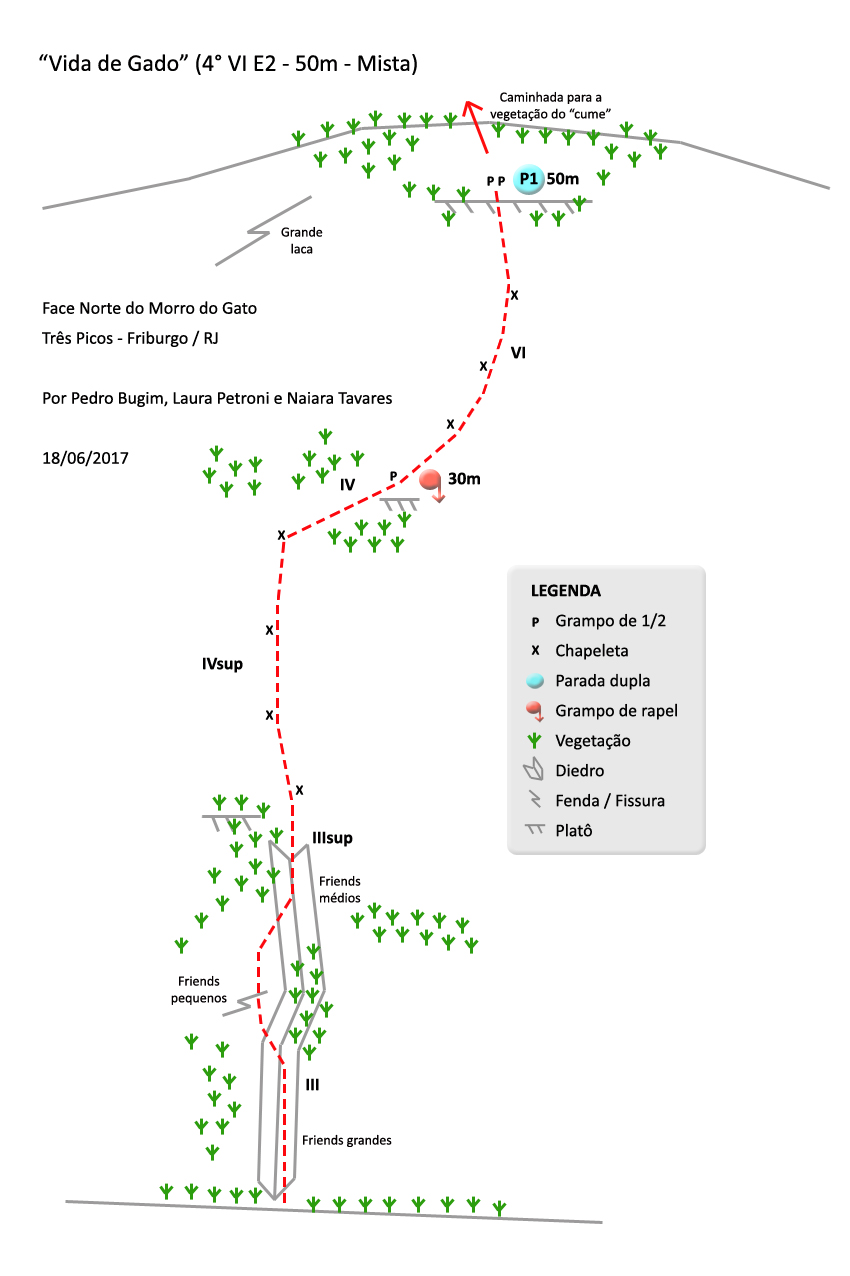 “Vida de Gado” (4° VI E2 - 50m - Mista)
Caminhada para a
vegetação do “cume”
P P
P1 50m
Grande
laca
x
Face Norte do Morro do Gato
Três Picos - Friburgo / RJ
VI
x
Por Pedro Bugim, Laura Petroni e Naiara Tavares
x
18/06/2017
P
30m
IV
x
LEGENDA
P Grampo de 1/2
x Chapeleta
Parada dupla
Grampo de rapel
Vegetação
Diedro
Fenda / Fissura
Platô
x
IVsup
x
x
IIIsup
Friends
médios
Friends
pequenos
III
Friends grandes